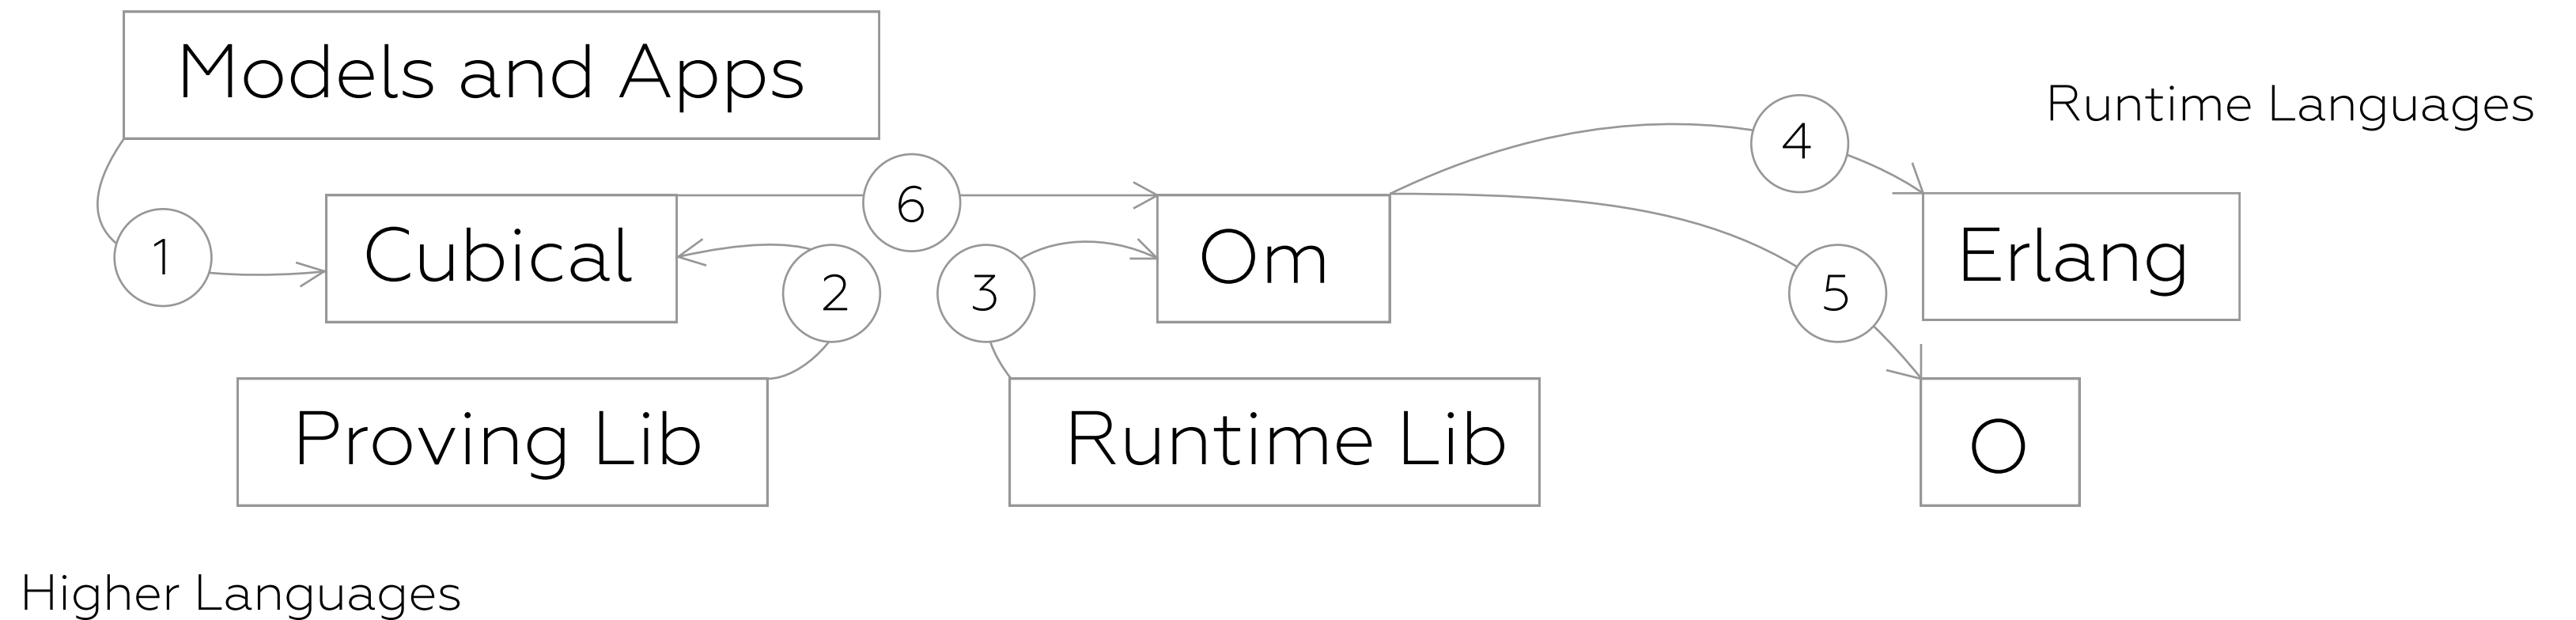 Models and Apps
Runtime Languages
4
6
1
Cubical
Om
Erlang
2
3
5
Proving Lib
Runtime Lib
O
Higher Languages